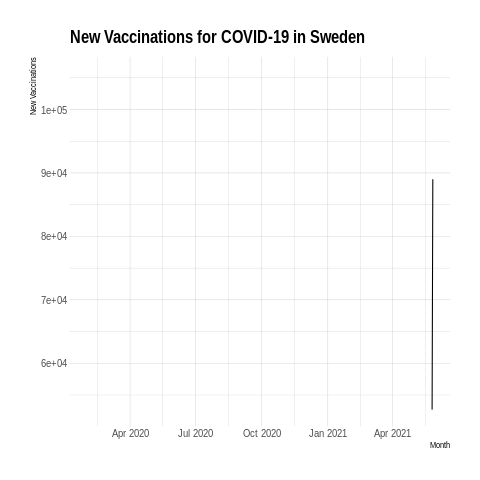 New Vaccinations for COVID-19 in Sweden
New Vaccinations
1e+05
9e+04
8e+04
7e+04
6e+04
Apr 2020 Jul 2020 Oct 2020 Jan 2021 Apr 2021
Month